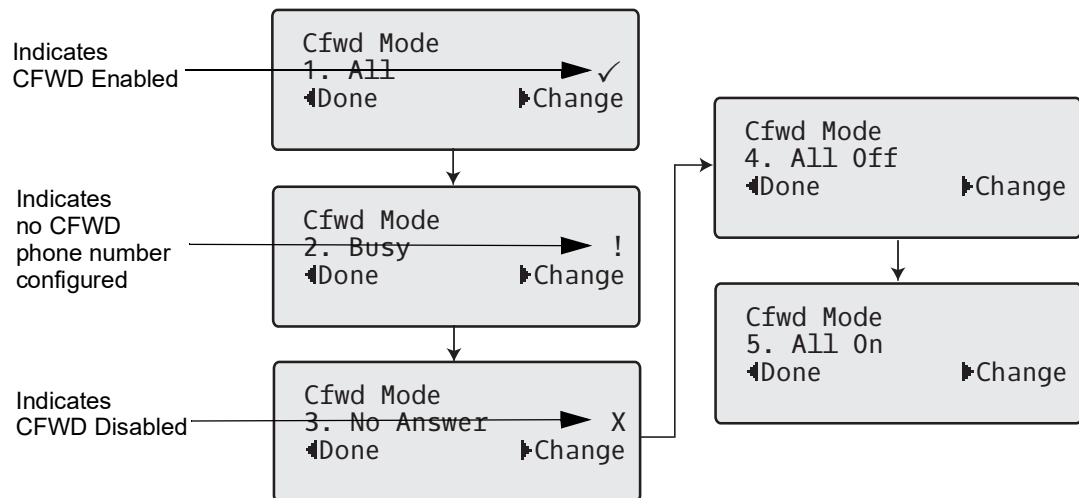 Indicates
CFWD Enabled
Cfwd Mode
1. All ✓
◀Done ▶Change
Indicates
no CFWD
phone number
configured
Cfwd Mode
2. Busy !
◀Done ▶Change
Indicates
CFWD Disabled
Cfwd Mode
3. No Answer X
◀Done ▶Change
Cfwd Mode
4. All Off
◀Done ▶Change
Cfwd Mode
5. All On
◀Done ▶Change